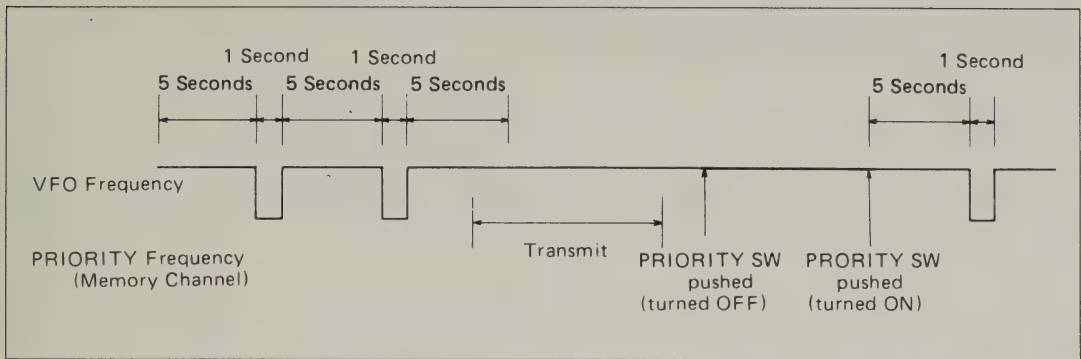 1 Second 1 Second
5 Seconds 5 Seconds 5 Seconds
1 Second
5 Seconds
VFO Frequency
PRIORITY Frequency
(Memory Channel)
Transmit
PRIORITY SW
pushed
(turned OFF)
PRORITY SW
pushed
(turned ON)